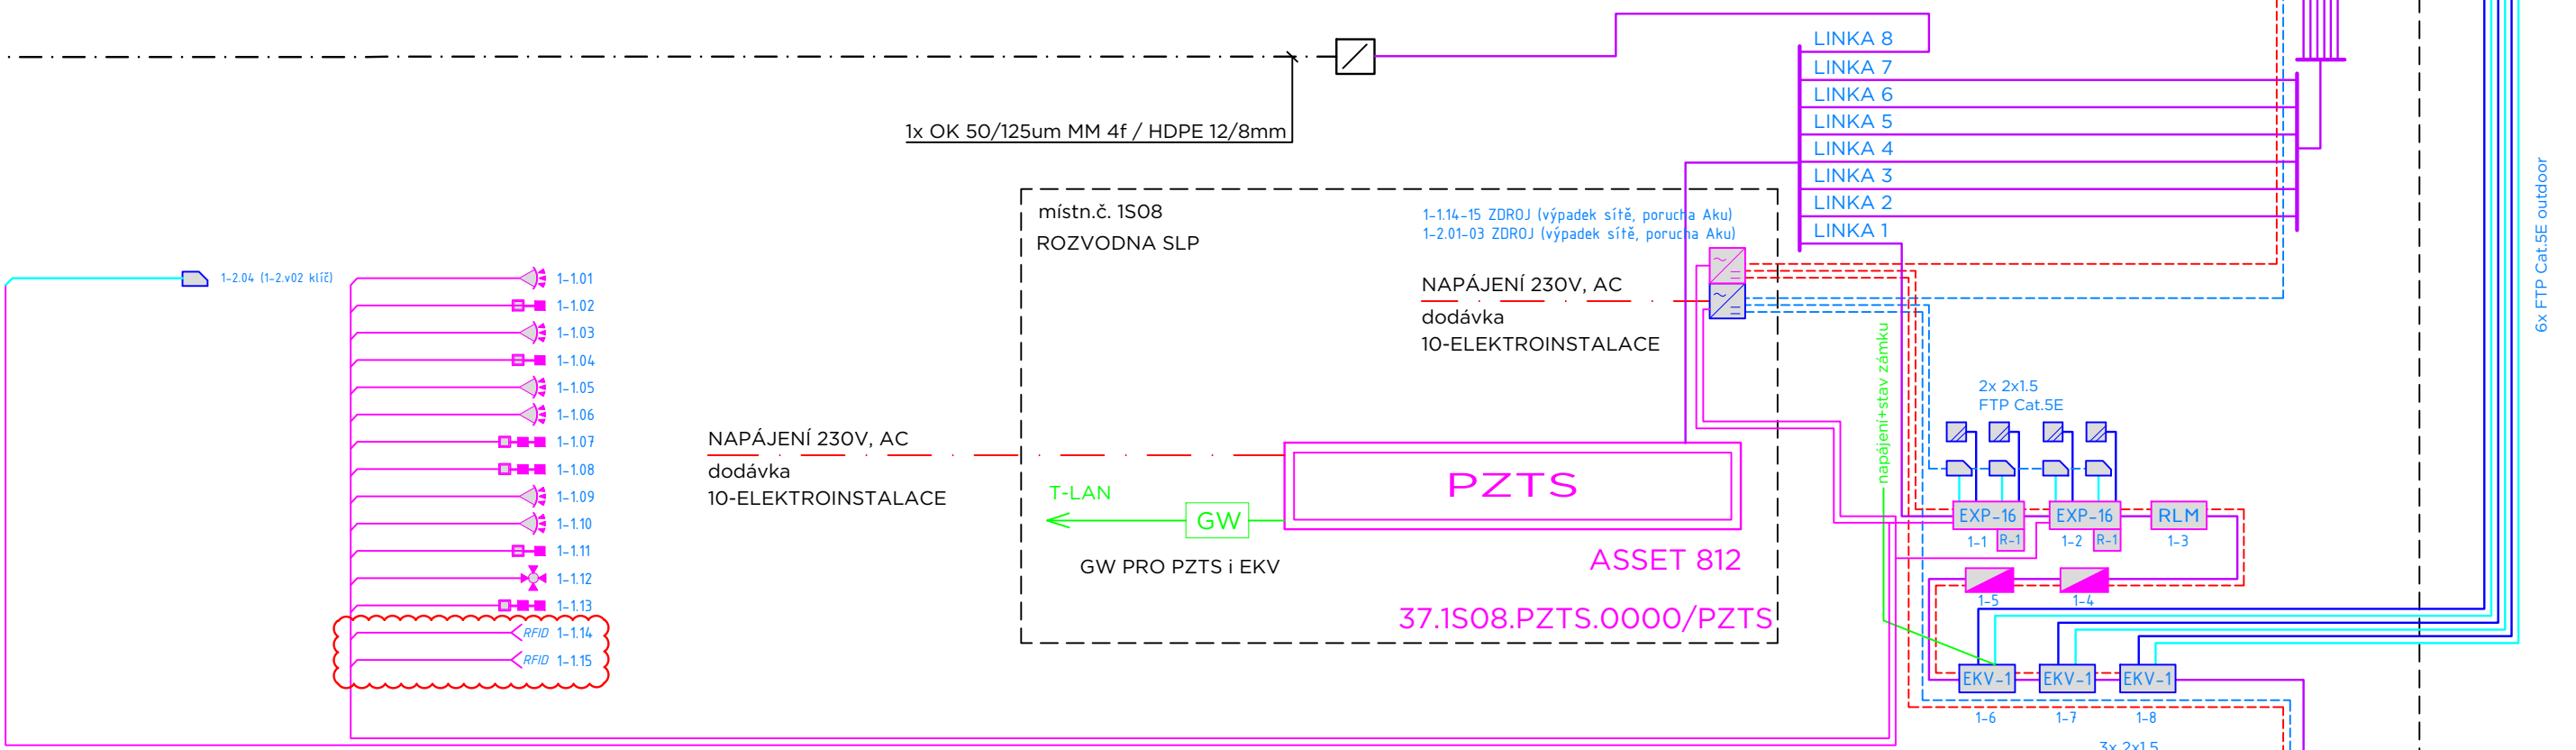 LINKA 8
LINKA 7
LINKA 6
LINKA 5
LINKA 4
LINKA 3
LINKA 2
LINKA 1
1x OK 50/125um MM 4f / HDPE 12/8mm
6x FTP Cat.5E outdoor
místn.č. 1S08
ROZVODNA SLP
1-1.14-15 ZDROJ (výpadek sítě, porucha Aku)
1-2.01-03 ZDROJ (výpadek sítě, porucha Aku)
NAPÁJENÍ 230V, AC
dodávka
10-ELEKTROINSTALACE
1-2.04 (1-2.v02 klíč)
1-1.01
1-1.02
1-1.03
1-1.04
1-1.05
1-1.06
1-1.07
1-1.08
1-1.09
1-1.10
1-1.11
1-1.12
1-1.13
RFID 1-1.14
RFID 1-1.15
NAPÁJENÍ 230V, AC
dodávka
10-ELEKTROINSTALACE
T-LAN
GW
GW PRO PZTS i EKV
PZTS
ASSET 812
37.1S08.PZTS.0000/PZTS
napájení+stav zámku
2x 2x1.5
FTP Cat.5E
EXP-16 EXP-16 RLM
1-1 R-1 1-2 R-1 1-3
1-5 1-4
EKV-1 EKV-1 EKV-1
1-6 1-7 1-8
3x 2x1.5